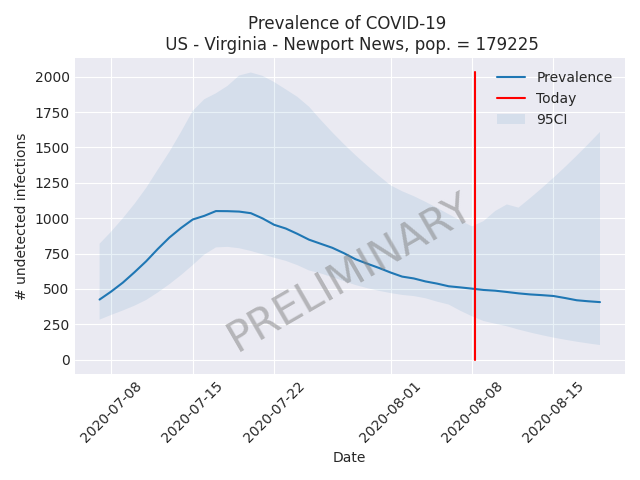 Prevalence of COVID-19
US - Virginia - Newport News, pop. = 179225
# undetected infections
2000
1750
1500
1250
1000
750
500
250
0
Prevalence
Today
95CI
PRELIMINARY
2020-07-08
2020-07-15
2020-07-22
2020-08-01
2020-08-08
2020-08-15
Date